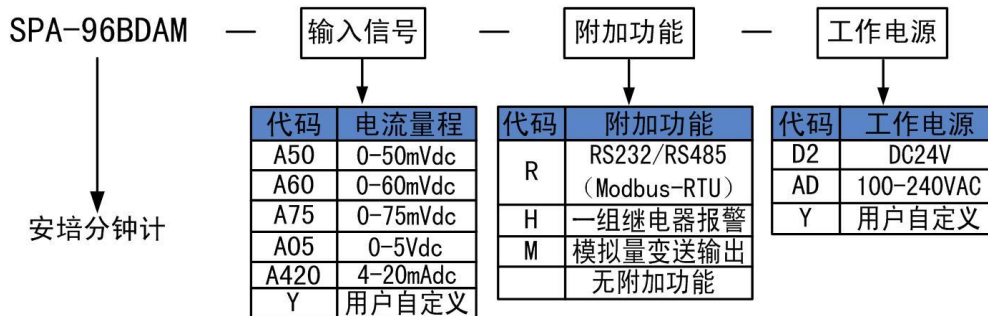 SPA-96BDAM — 输入信号 — 附加功能 — 工作电源
安培分钟计
代码 电流量程
A50 0-50mVdc
A60 0-60mVdc
A75 0-75mVdc
A05 0-5Vdc
A420 4-20mAdc
Y 用户自定义
代码 附加功能
R RS232/RS485
（Modbus-RTU）
H 一组继电器报警
M 模拟量变送输出
无附加功能
代码 工作电源
D2 DC24V
AD 100-240VAC
Y 用户自定义